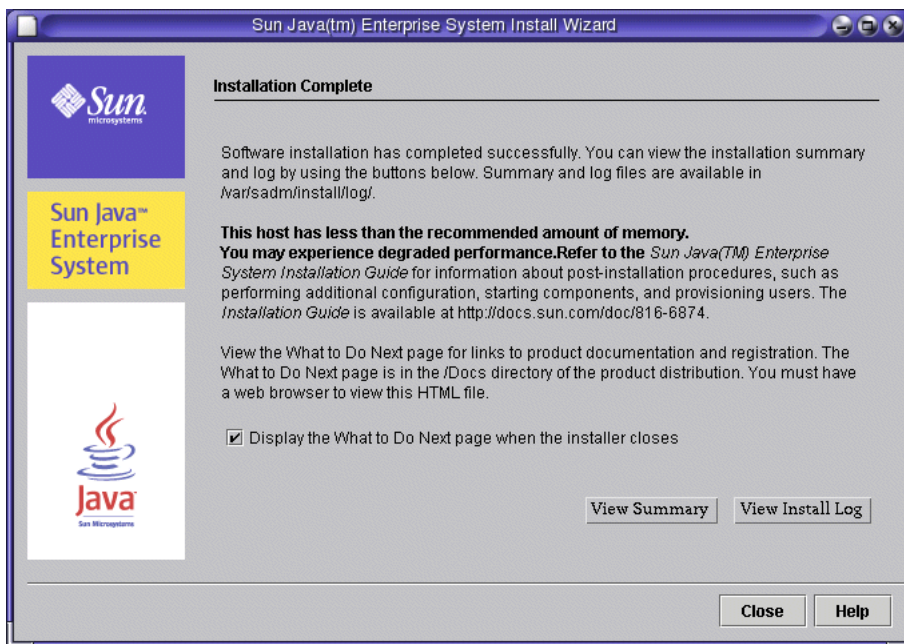 Sun Java(tm) Enterprise System Install Wizard
Sun
microsystems
Sun Java™
Enterprise
System
Java
Sun Microsystems
Installation Complete
Software installation has completed successfully. You can view the installation summary
and log by using the buttons below. Summary and log files are available in
/var/sadm/install/log/.
This host has less than the recommended amount of memory.
You may experience degraded performance.Refer to the Sun Java(TM) Enterprise
System Installation Guide for information about post-installation procedures, such as
performing additional configuration, starting components, and provisioning users. The
Installation Guide is available at http://docs.sun.com/doc/816-6874.
View the What to Do Next page for links to product documentation and registration. The
What to Do Next page is in the /Docs directory of the product distribution. You must have
a web browser to view this HTML file.
Display the What to Do Next page when the installer closes
View Summary View Install Log
Close Help